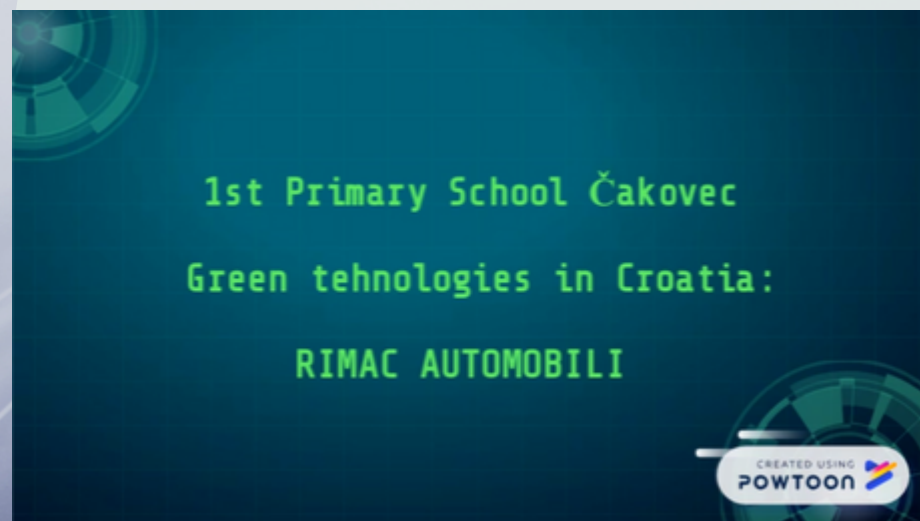 1st Primary School Čakovec
Green tehnologies in Croatia:
RIMAC AUTOMOBILI
CREATED USING
POWTOON